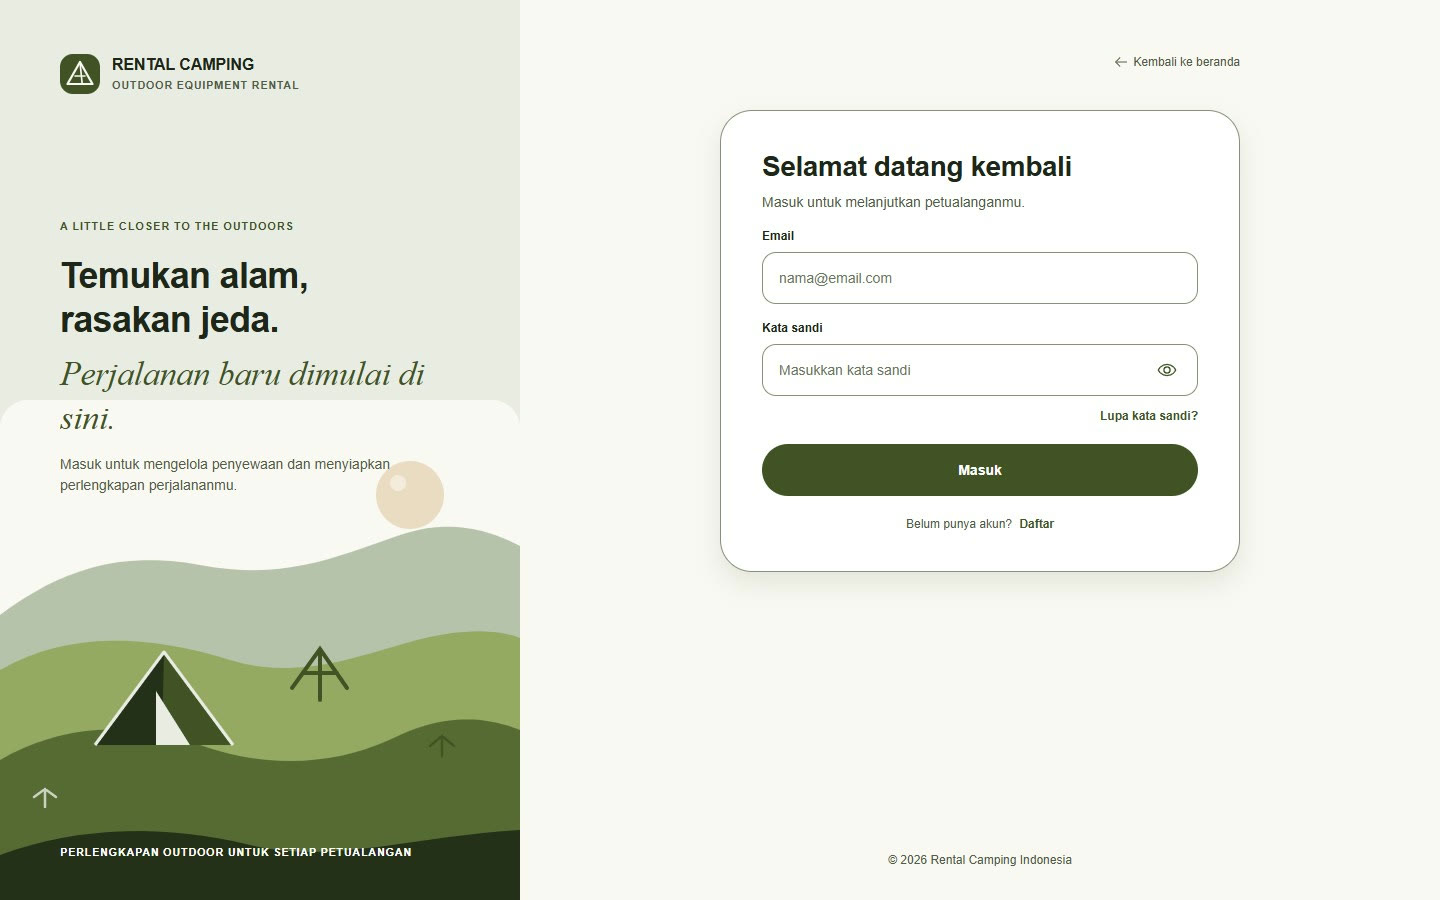 RENTAL CAMPING
OUTDOOR EQUIPMENT RENTAL
A LITTLE CLOSER TO THE OUTDOORS
Temukan alam,
rasakan jeda.
Perjalanan baru dimulai di
sini.
Masuk untuk mengelola penyewaan dan menyiapkan
perlengkapan perjalananmu.
PERLENGKAPAN OUTDOOR UNTUK SETIAP PETUALANGAN
← Kembali ke beranda
Selamat datang kembali
Masuk untuk melanjutkan petualanganmu.
Email
nama@email.com
Kata sandi
Masukkan kata sandi
Lupa kata sandi?
Masuk
Belum punya akun? Daftar
© 2026 Rental Camping Indonesia